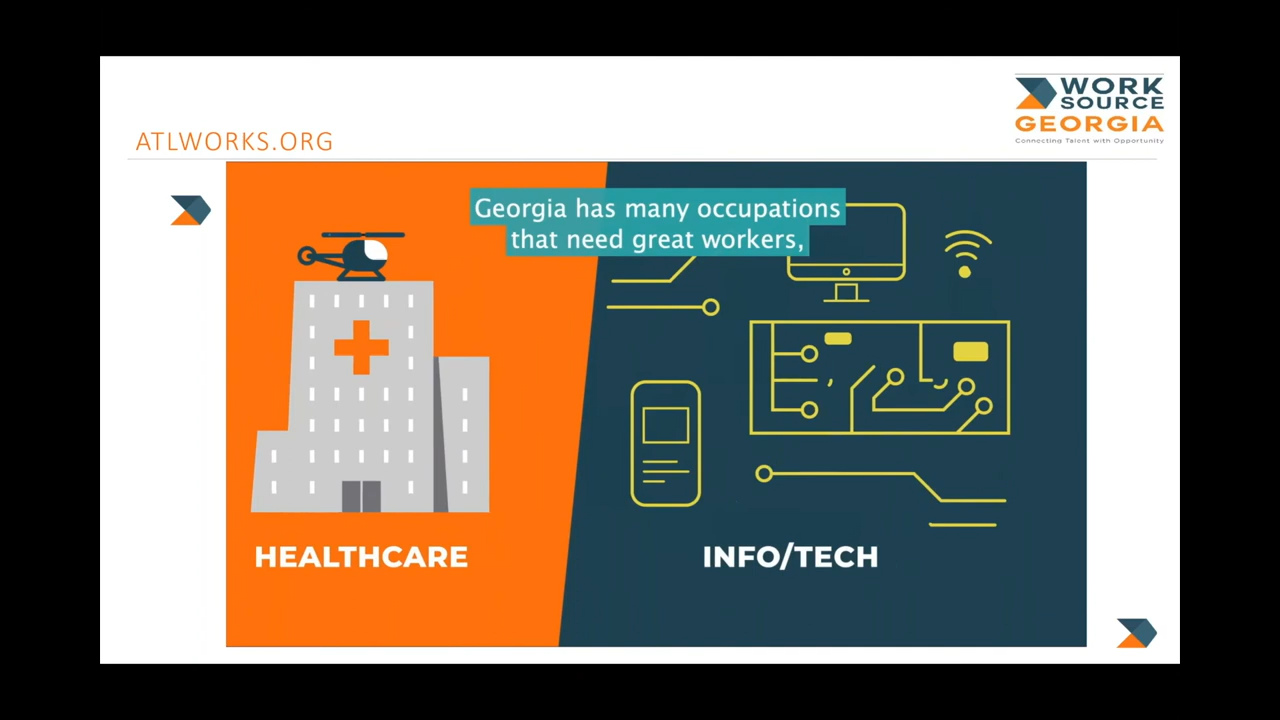 WORK
SOURCE
GEORGIA
Connecting Talent with Opportunity
ATLWORKS.ORG
Georgia has many occupations
that need great workers,
HEALTHCARE
INFO/TECH